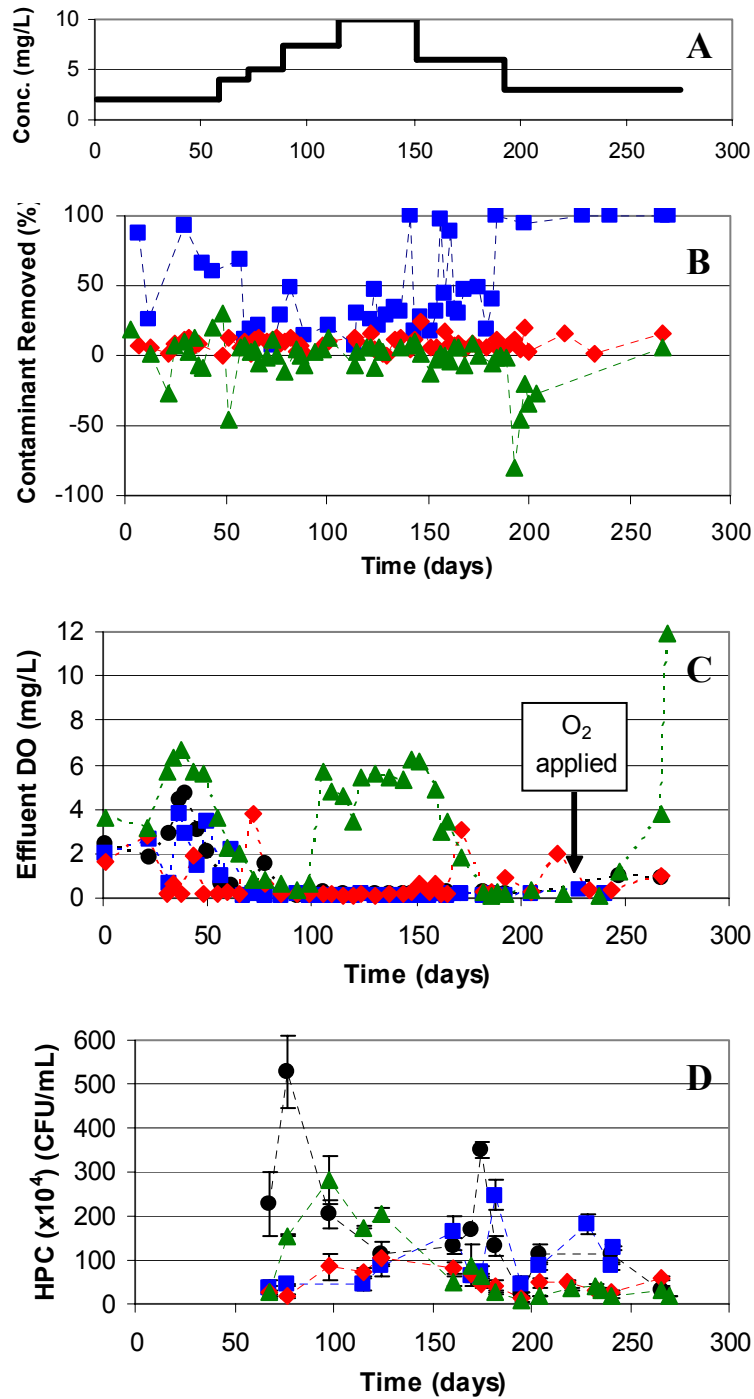 Conc. (mg/L)
10
5
0
A
0 50 100 150 200 250 300
Contaminant Removed (%)
100
50
0
-50
-100
B
0 50 100 150 200 250 300
Time (days)
Effluent DO (mg/L)
12
10
8
6
4
2
0
C
O₂
applied
0 50 100 150 200 250 300
Time (days)
HPC (x10⁴) (CFU/mL)
600
500
400
300
200
100
0
D
0 50 100 150 200 250 300
Time (days)